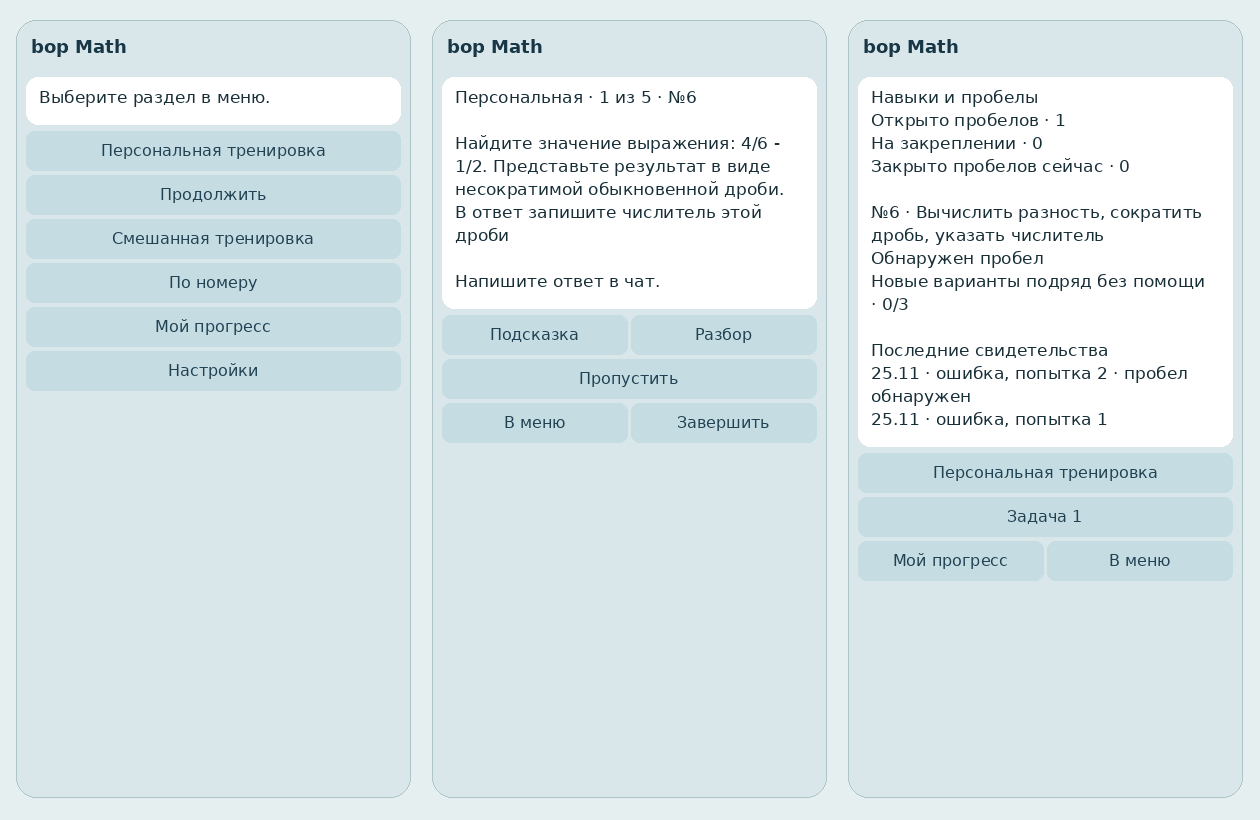 bop Math
Выберите раздел в меню.
Персональная тренировка
Продолжить
Смешанная тренировка
По номеру
Мой прогресс
Настройки
bop Math
Персональная · 1 из 5 · №6
Найдите значение выражения: 4/6 -
1/2. Представьте результат в виде
несократимой обыкновенной дроби.
В ответ запишите числитель этой
дроби
Напишите ответ в чат.
Подсказка
Разбор
Пропустить
В меню
Завершить
bop Math
Навыки и пробелы
Открыто пробелов · 1
На закреплении · 0
Закрыто пробелов сейчас · 0
№6 · Вычислить разность, сократить
дробь, указать числитель
Обнаружен пробел
Новые варианты подряд без помощи
· 0/3
Последние свидетельства
25.11 · ошибка, попытка 2 · пробел
обнаружен
25.11 · ошибка, попытка 1
Персональная тренировка
Задача 1
Мой прогресс
В меню